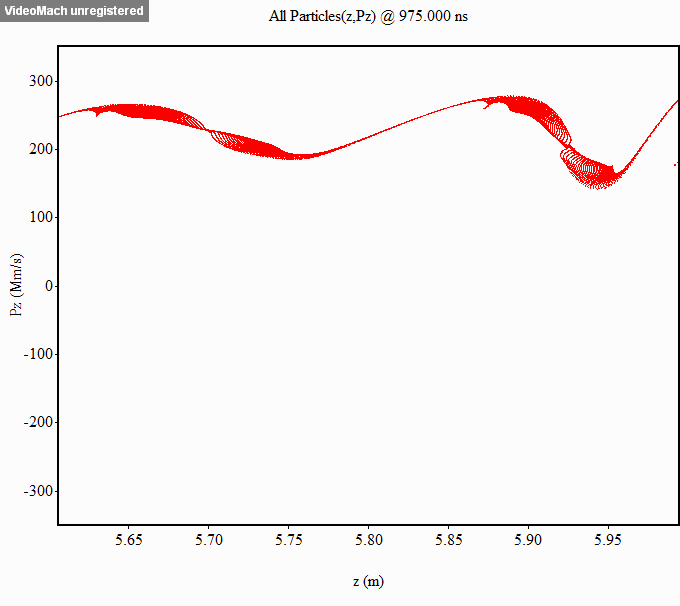 VideoMach unregistered
All Particles(z,Pz) @ 975.000 ns
300
200
100
0
-100
-200
-300
Pz (Mm/s)
5.65 5.70 5.75 5.80 5.85 5.90 5.95
z (m)